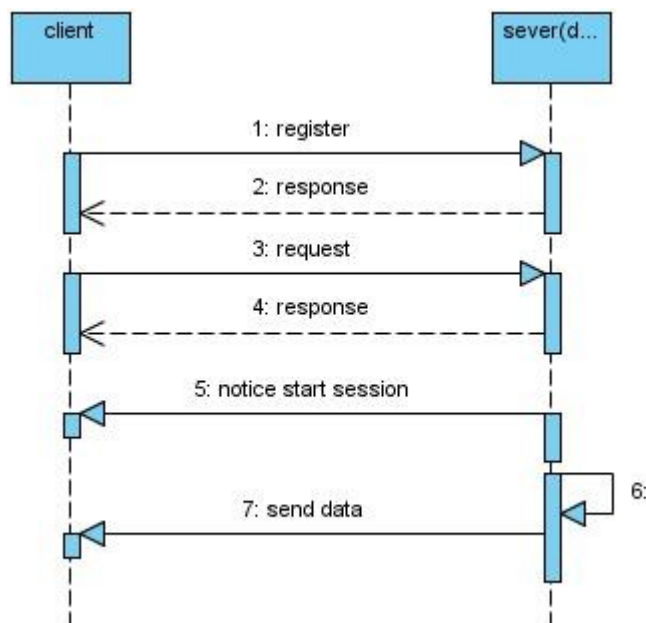 client
sever(d...
1: register
2: response
3: request
4: response
5: notice start session
6:
7: send data